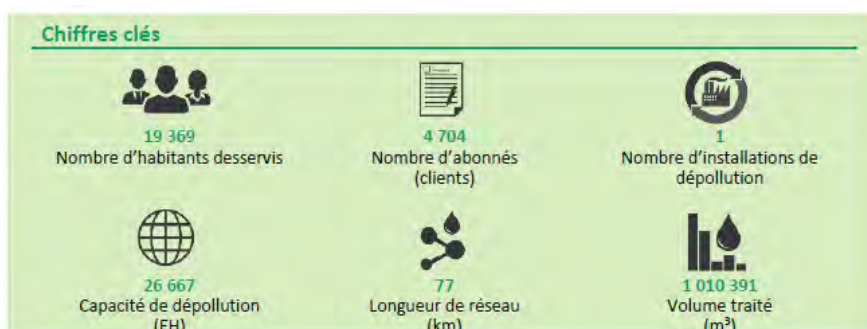 Chiffres clés
19 369
Nombre d'habitants desservis
4 704
Nombre d'abonnés
(clients)
1
Nombre d'installations de
dépollution
26 667
Capacité de dépollution
(EH)
77
Longueur de réseau
(km)
1 010 391
Volume traité
(m³)